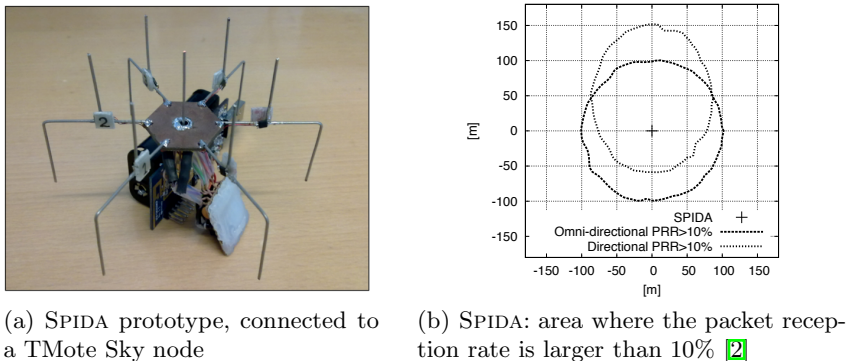 2
1
150
100
50
0
-50
-100
-150
[m]
SPIDA
Omni-directional PRR>10%
Directional PRR>10%
-150 -100 -50 0 50 100 150
[m]
(a) SPIDA prototype, connected to
a TMote Sky node
(b) SPIDA: area where the packet recep-
tion rate is larger than 10% [2]